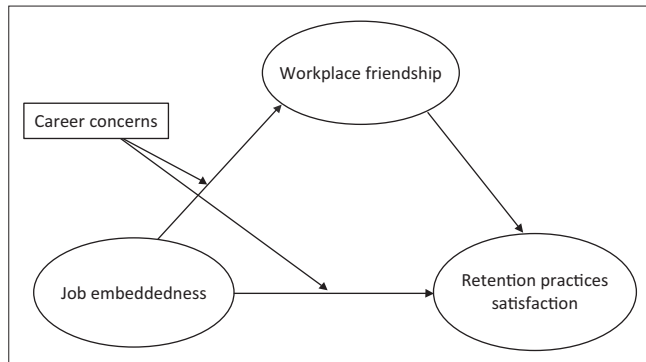 Workplace friendship
Career concerns
Job embeddedness
Retention practices
satisfaction